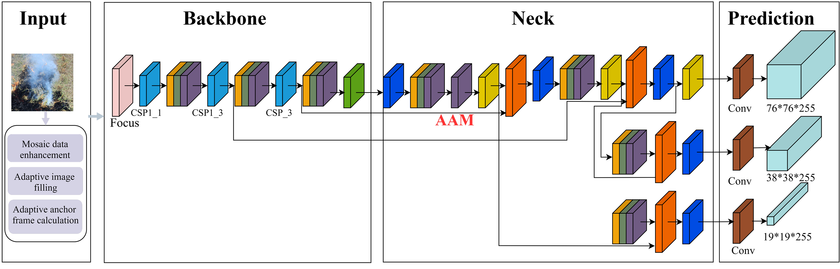 Input
Backbone
Neck
Prediction
Focus
CSP1_1
CSP1_3
CSP_3
AAM
Mosaic data
enhancement
Adaptive image
filling
Adaptive anchor
frame calculation
Conv
76*76*255
Conv
38*38*255
Conv
19*19*255